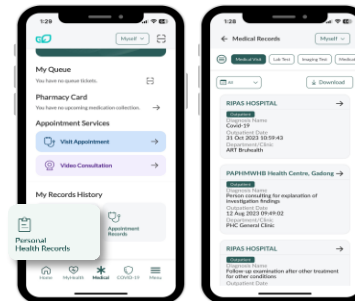 1:28
Myself
My Queue
You have no queue tickets.
Pharmacy Card
You have no upcoming medication collection.
Appointment Services
Visit Appointment
Video Consultation
My Records History
Personal
Health Records
Appointment
Records
Home
MyHealth
Medical
COVID-19
Menu
1:28
Medical Records
Myself
Medical Visit
Lab Test
Imaging Test
Medical
All
Download
RIPAS HOSPITAL
Outpatient
Diagnosis Name
Covid-19
Outpatient Date
31 Oct 2023 10:59:43
Department/Clinic
ART Bruhealth
PAPHMWHB Health Centre, Gadong
Outpatient
Diagnosis Name
Person consulting for explanation of
investigation findings
Outpatient Date
12 Aug 2023 09:49:02
Department/Clinic
PHC General Clinic
RIPAS HOSPITAL
Outpatient
Diagnosis Name
Follow-up examination after other treatment
for other conditions
Outpatient Date